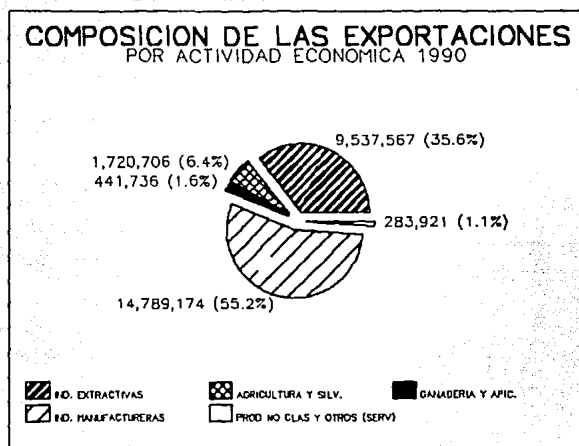 COMPOSICION DE LAS EXPORTACIONES
POR ACTIVIDAD ECONOMICA 1990
9,537,567 (35.6%)
1,720,706 (6.4%)
441,736 (1.6%)
283,921 (1.1%)
14,789,174 (55.2%)
IND. EXTRACTIVAS
AGRICULTURA Y SILV.
GANADERIA Y APIC.
IND. MANUFACTURERAS
PROD NO CLAS Y OTROS (SERV)